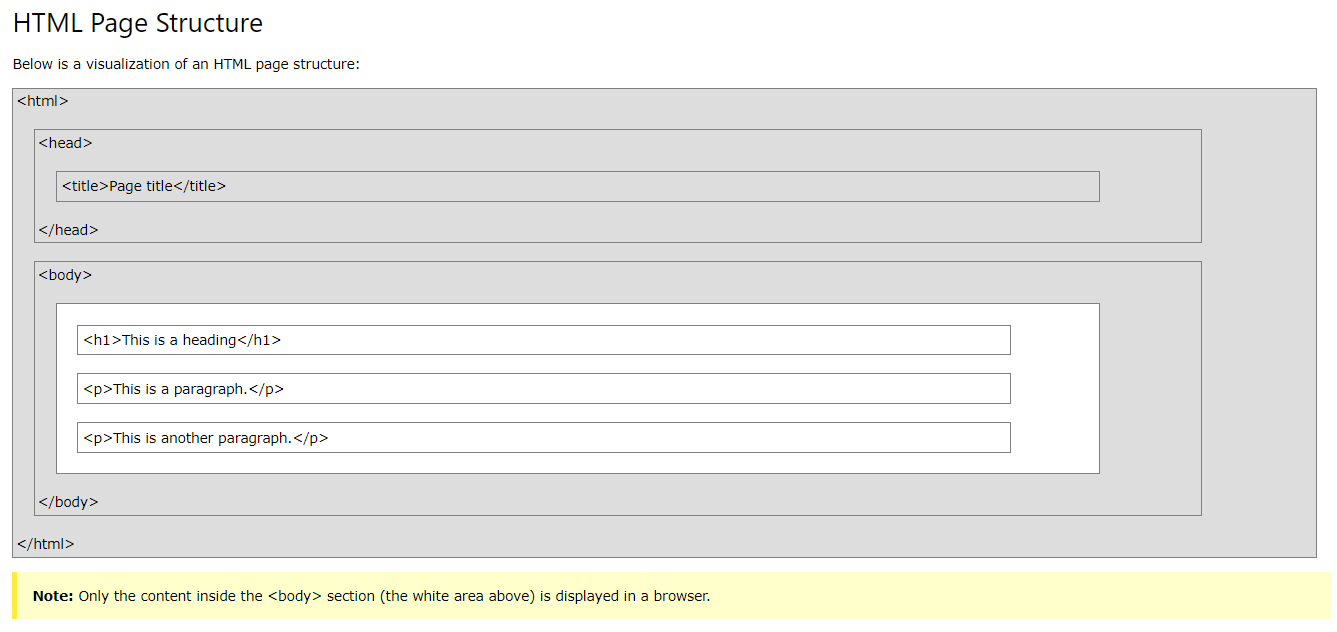 HTML Page Structure
Below is a visualization of an HTML page structure:
<html>
<head>
<title>Page title</title>
</head>
<body>
<h1>This is a heading</h1>
<p>This is a paragraph.</p>
<p>This is another paragraph.</p>
</body>
</html>
Note: Only the content inside the <body> section (the white area above) is displayed in a browser.